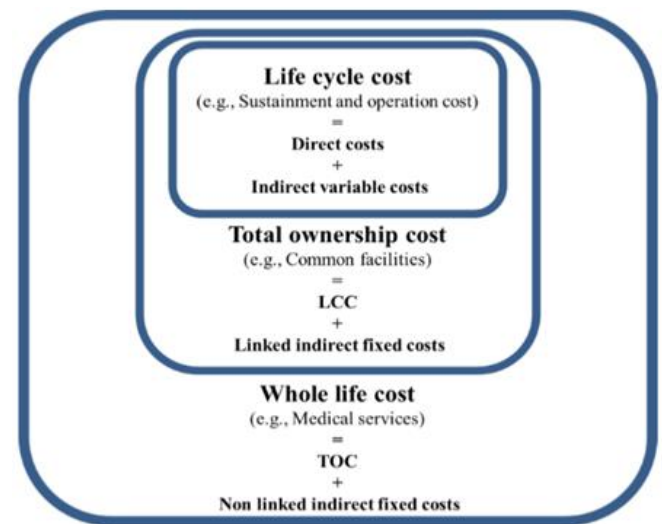 Life cycle cost
(e.g., Sustainment and operation cost)
=
Direct costs
+
Indirect variable costs
Total ownership cost
(e.g., Common facilities)
=
LCC
+
Linked indirect fixed costs
Whole life cost
(e.g., Medical services)
=
TOC
+
Non linked indirect fixed costs